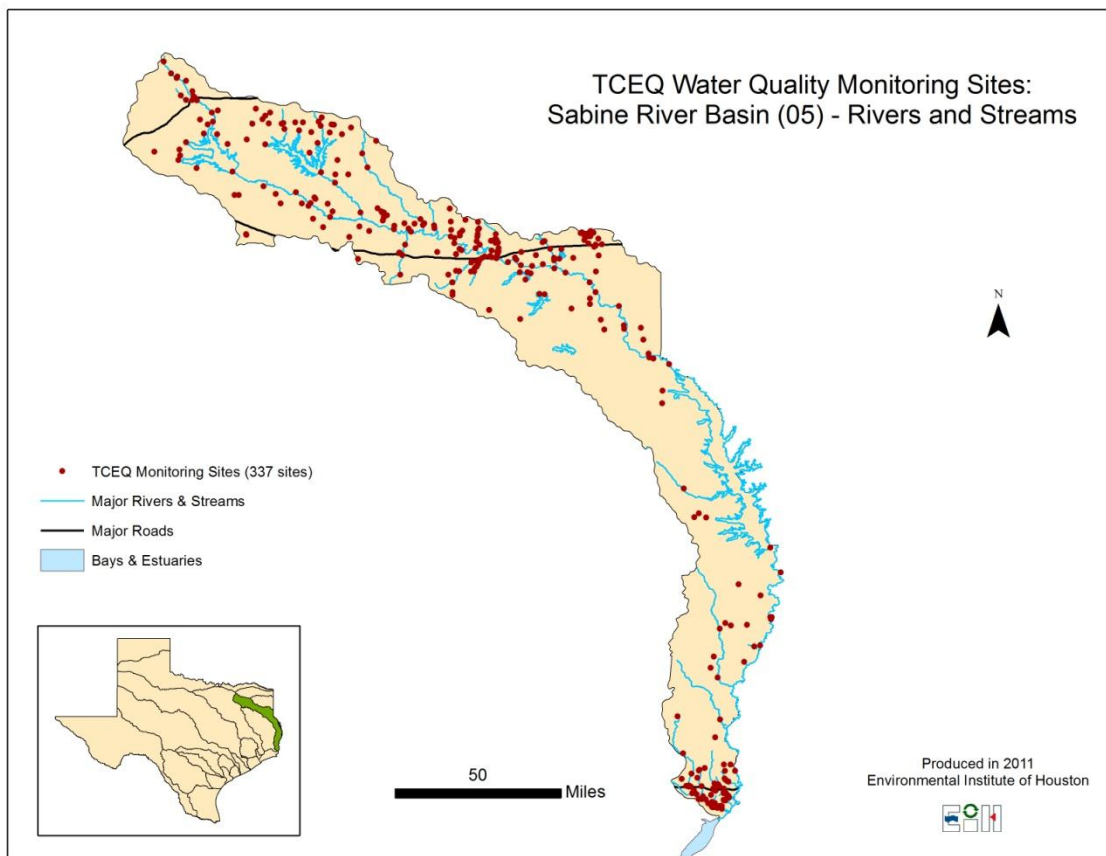 TCEQ Water Quality Monitoring Sites:
Sabine River Basin (05) - Rivers and Streams
N
TCEQ Monitoring Sites (337 sites)
Major Rivers & Streams
Major Roads
Bays & Estuaries
50
Miles
Produced in 2011
Environmental Institute of Houston
EIH